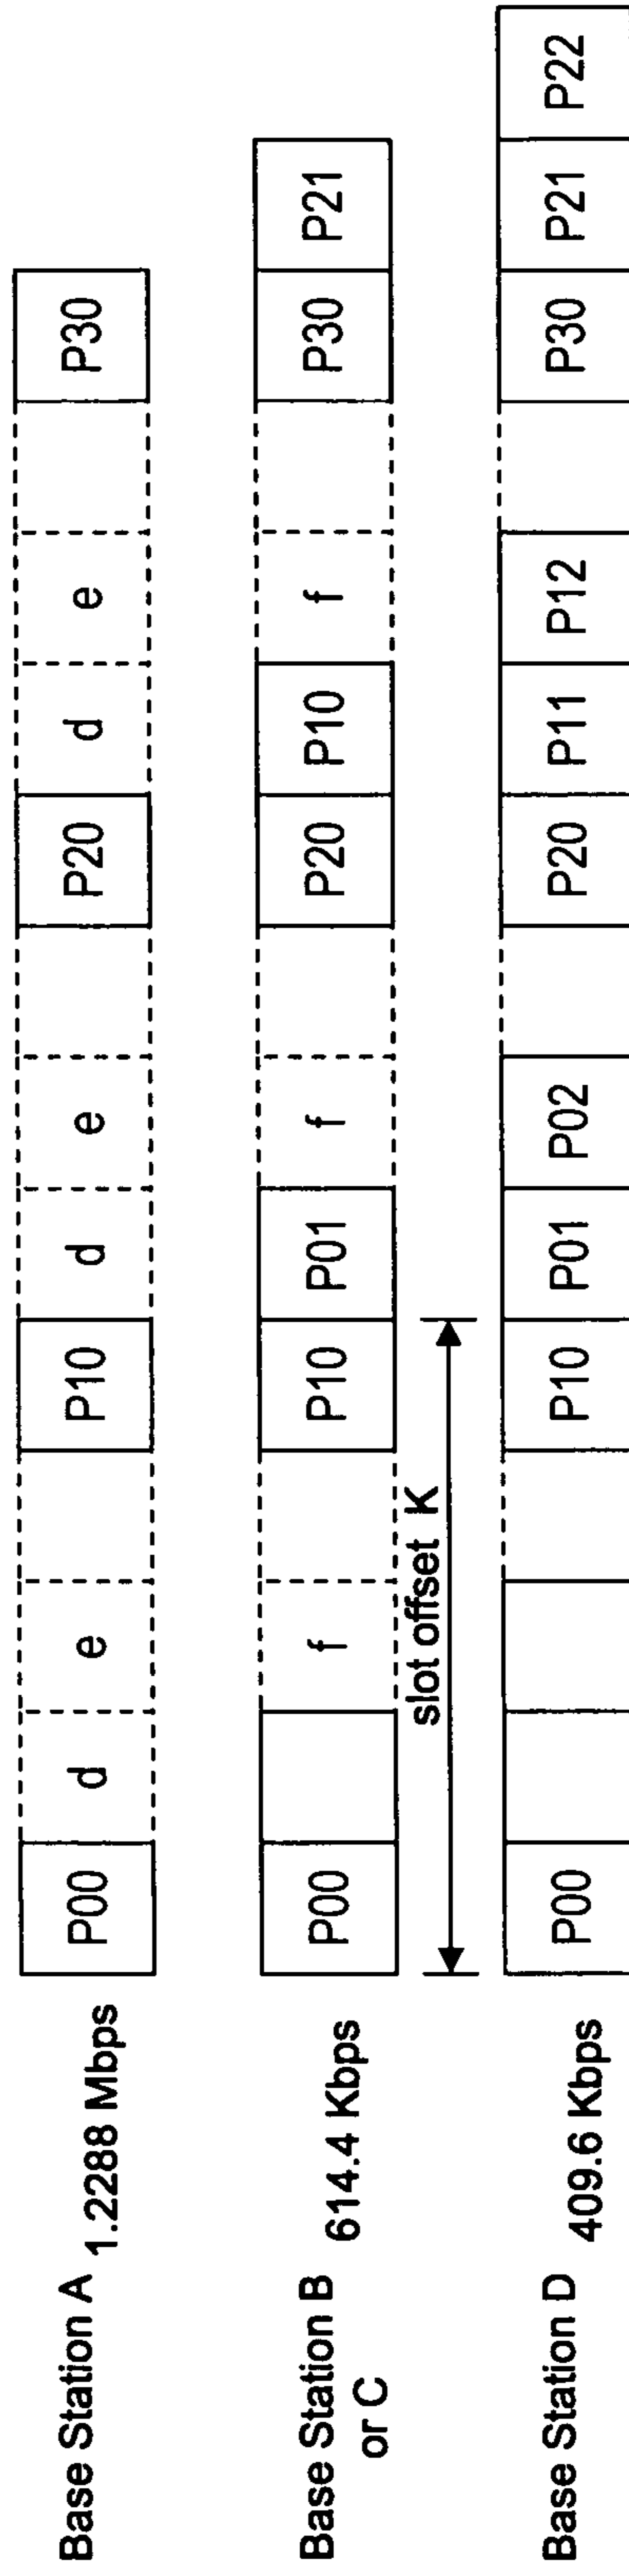 Base Station A
1.2288 Mbps
P00 d e P10 d e P20 d e P30
Base Station B
or C
614.4 Kbps
P00 f P10 P01 f P20 P10 f P30 P21
slot offset K
Base Station D
409.6 Kbps
P00 P10 P01 P02 P20 P11 P12 P30 P21 P22